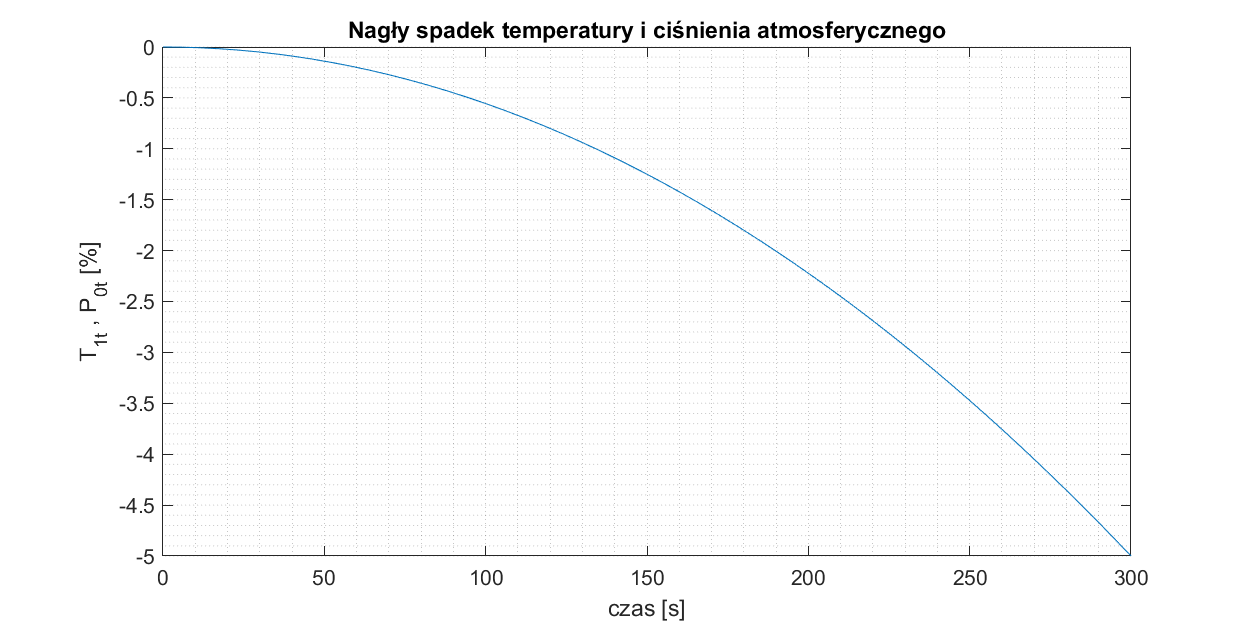 Nagły spadek temperatury i ciśnienia atmosferycznego
0
-0.5
-1
-1.5
-2
-2.5
-3
-3.5
-4
-4.5
-5
T1t , P0t [%]
0 50 100 150 200 250 300
czas [s]